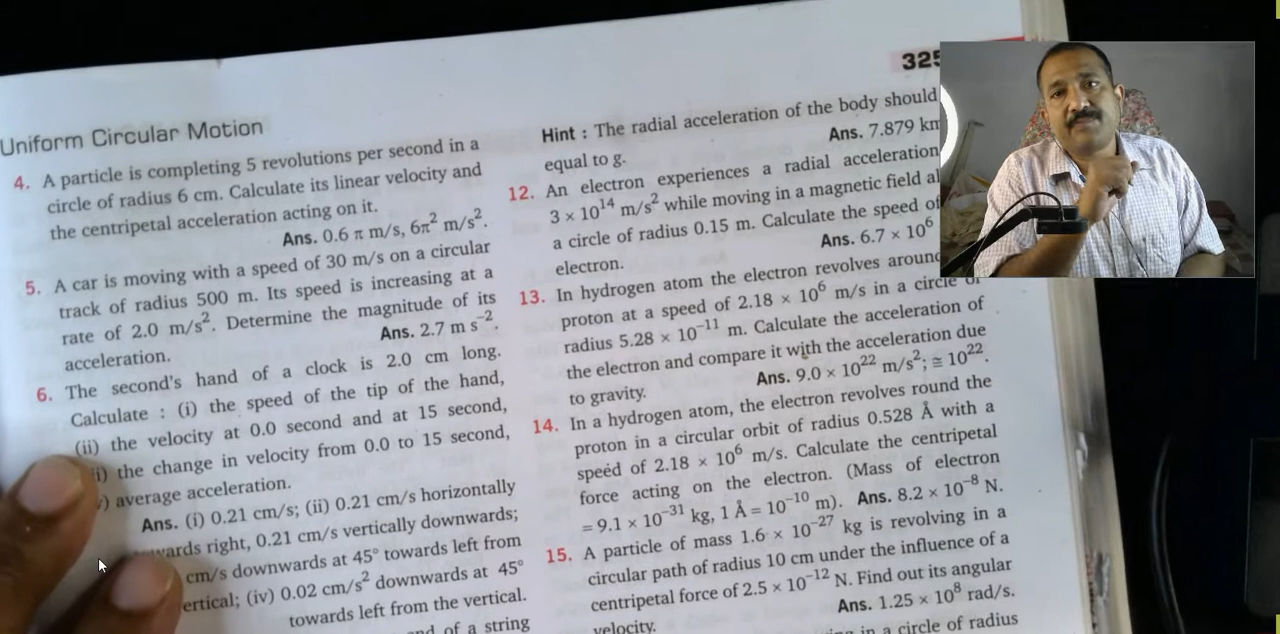 325
Uniform Circular Motion
4. A particle is completing 5 revolutions per second in a
circle of radius 6 cm. Calculate its linear velocity and
the centripetal acceleration acting on it.
Ans. 0.6 π m/s, 6π² m/s².
5. A car is moving with a speed of 30 m/s on a circular
track of radius 500 m. Its speed is increasing at a
rate of 2.0 m/s². Determine the magnitude of its
acceleration.
Ans. 2.7 m s⁻².
6. The second's hand of a clock is 2.0 cm long.
Calculate : (i) the speed of the tip of the hand,
(ii) the velocity at 0.0 second and at 15 second,
i) the change in velocity from 0.0 to 15 second,
) average acceleration.
Ans. (i) 0.21 cm/s; (ii) 0.21 cm/s horizontally
wards right, 0.21 cm/s vertically downwards;
cm/s downwards at 45° towards left from
ertical; (iv) 0.02 cm/s² downwards at 45°
towards left from the vertical.
nd of a string
Hint : The radial acceleration of the body should
equal to g.
Ans. 7.879 km
12. An electron experiences a radial acceleration
3 × 10¹⁴ m/s² while moving in a magnetic field al
a circle of radius 0.15 m. Calculate the speed of
electron.
Ans. 6.7 × 10⁶
13. In hydrogen atom the electron revolves around
proton at a speed of 2.18 × 10⁶ m/s in a circle of
radius 5.28 × 10⁻¹¹ m. Calculate the acceleration of
the electron and compare it with the acceleration due
to gravity.
Ans. 9.0 × 10²² m/s²; ≅ 10²².
14. In a hydrogen atom, the electron revolves round the
proton in a circular orbit of radius 0.528 Å with a
speed of 2.18 × 10⁶ m/s. Calculate the centripetal
force acting on the electron. (Mass of electron
= 9.1 × 10⁻³¹ kg, 1 Å = 10⁻¹⁰ m). Ans. 8.2 × 10⁻⁸ N.
15. A particle of mass 1.6 × 10⁻²⁷ kg is revolving in a
circular path of radius 10 cm under the influence of a
centripetal force of 2.5 × 10⁻¹² N. Find out its angular
velocity.
Ans. 1.25 × 10⁸ rad/s.
in a circle of radius